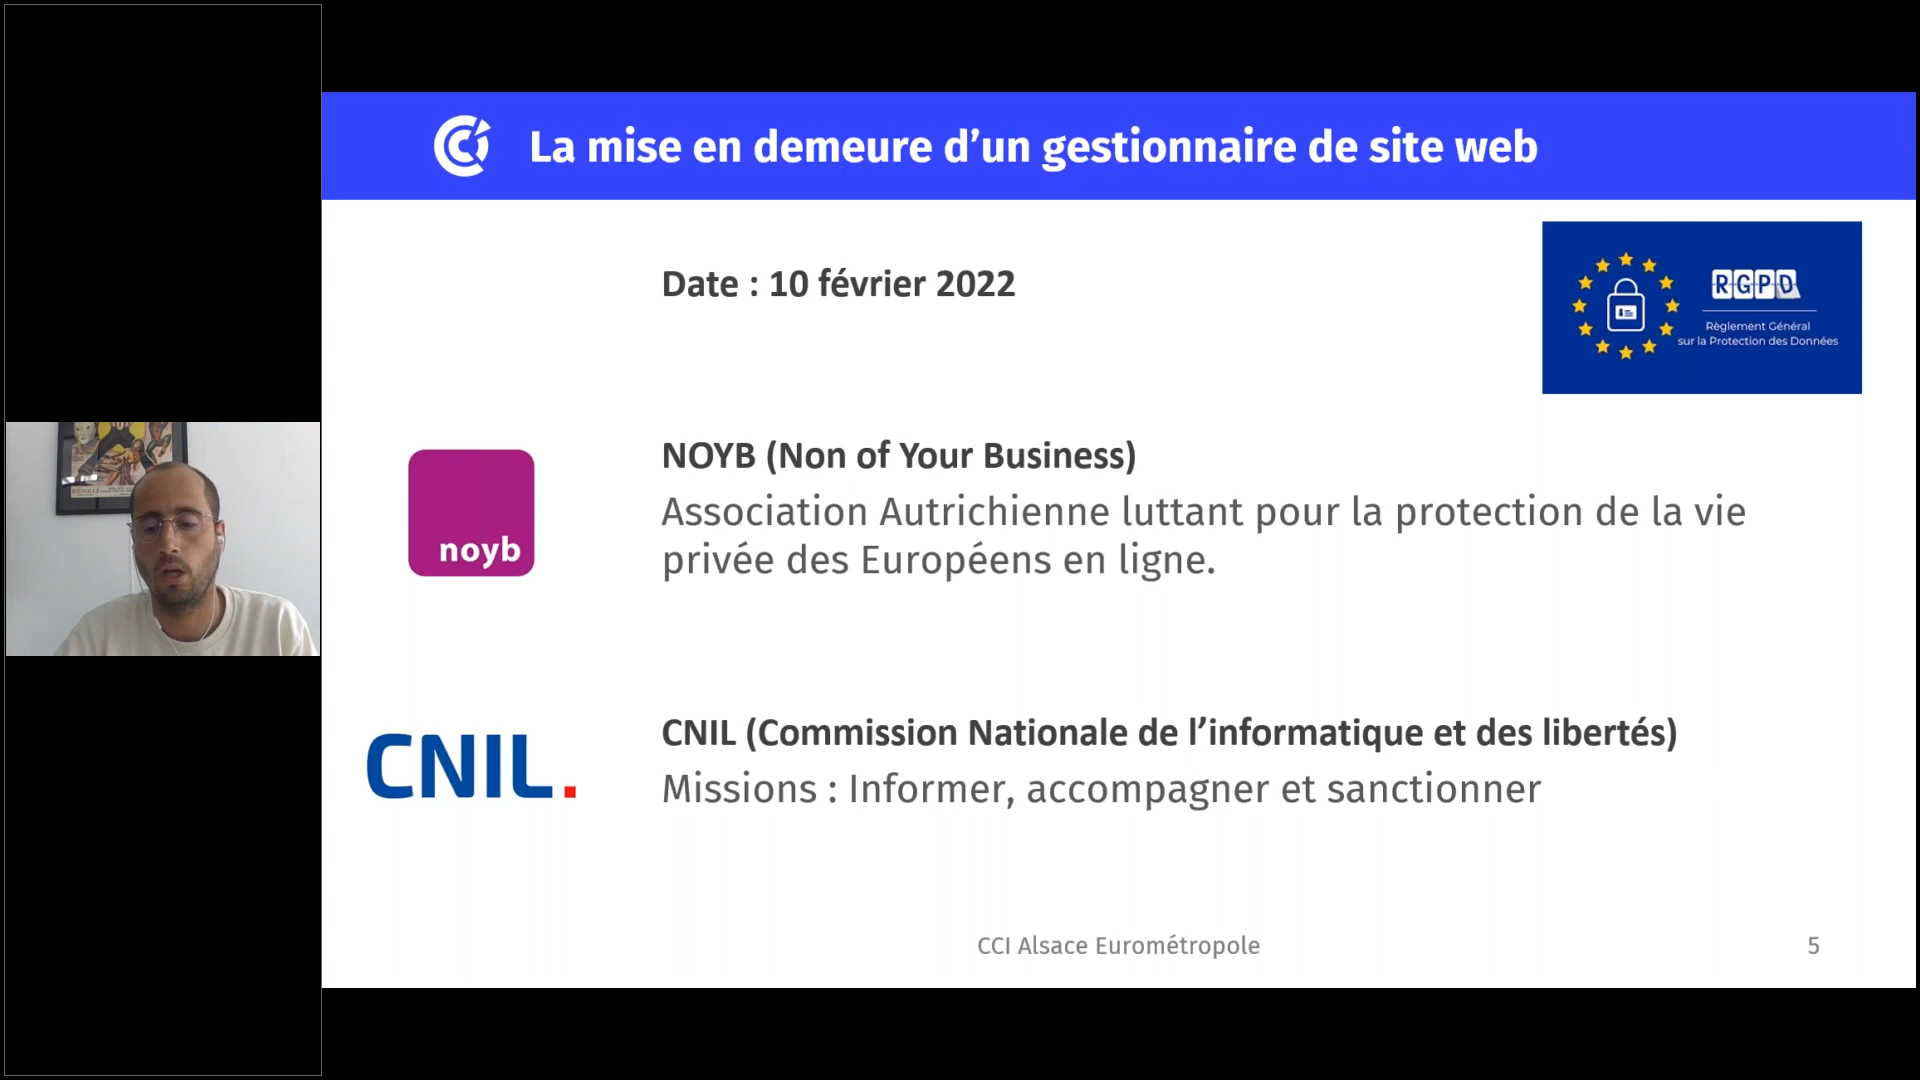 La mise en demeure d’un gestionnaire de site web
Date : 10 février 2022
RGPD
Règlement Général
sur la Protection des Données
NOYB (Non of Your Business)
Association Autrichienne luttant pour la protection de la vie
privée des Européens en ligne.
noyb
CNIL (Commission Nationale de l’informatique et des libertés)
CNIL.
Missions : Informer, accompagner et sanctionner
CCI Alsace Eurométropole
5